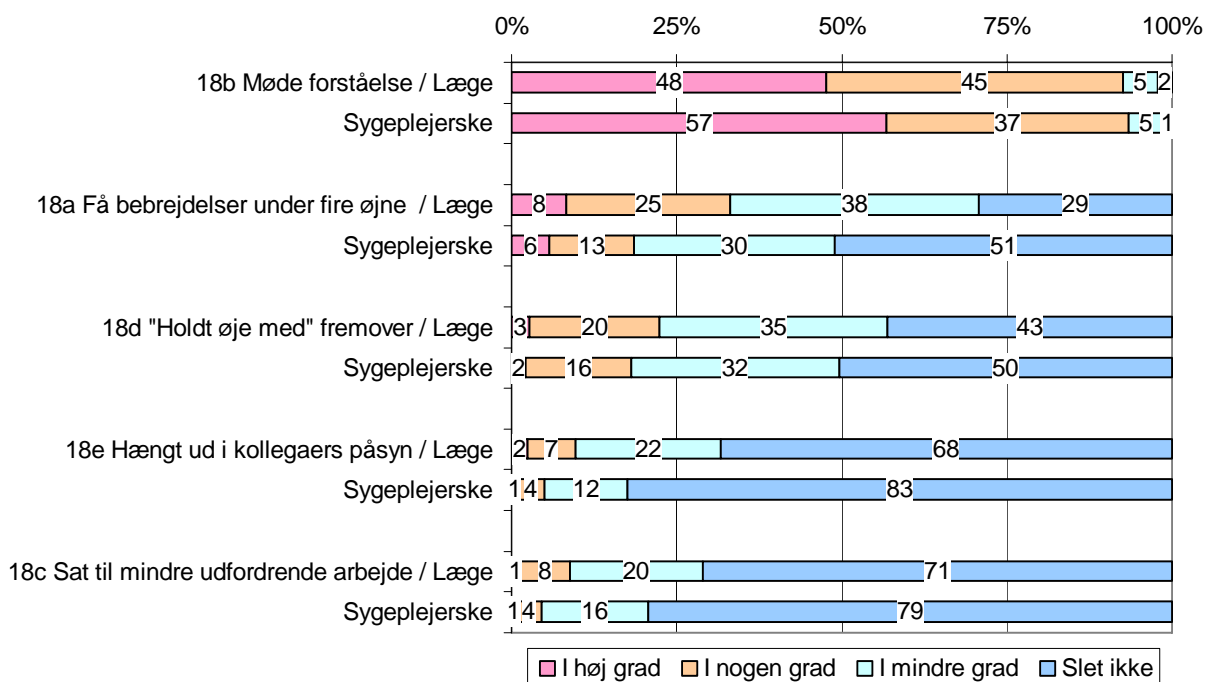 0% 25% 50% 75% 100%
18b Møde forståelse / Læge 48 45 5 2
Sygeplejerske 57 37 5 1
18a Få bebrejdelser under fire øjne / Læge 8 25 38 29
Sygeplejerske 6 13 30 51
18d "Holdt øje med" fremover / Læge 3 20 35 43
Sygeplejerske 2 16 32 50
18e Hængt ud i kollegaers påsyn / Læge 2 7 22 68
Sygeplejerske 1 4 12 83
18c Sat til mindre udfordrende arbejde / Læge 1 8 20 71
Sygeplejerske 1 4 16 79
I høj grad I nogen grad I mindre grad Slet ikke